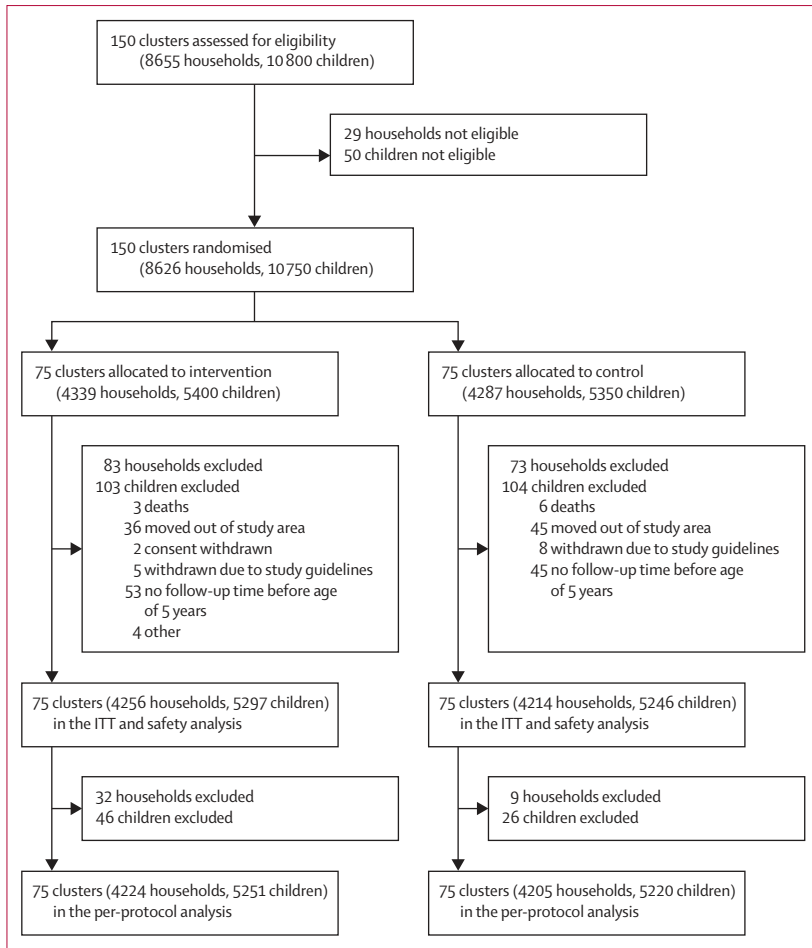 150 clusters assessed for eligibility
(8655 households, 10 800 children)
29 households not eligible
50 children not eligible
150 clusters randomised
(8626 households, 10 750 children)
75 clusters allocated to intervention
(4339 households, 5400 children)
75 clusters allocated to control
(4287 households, 5350 children)
83 households excluded
103 children excluded
3 deaths
36 moved out of study area
2 consent withdrawn
5 withdrawn due to study guidelines
53 no follow-up time before age
of 5 years
4 other
73 households excluded
104 children excluded
6 deaths
45 moved out of study area
8 withdrawn due to study guidelines
45 no follow-up time before age
of 5 years
75 clusters (4256 households, 5297 children)
in the ITT and safety analysis
75 clusters (4214 households, 5246 children)
in the ITT and safety analysis
32 households excluded
46 children excluded
9 households excluded
26 children excluded
75 clusters (4224 households, 5251 children)
in the per-protocol analysis
75 clusters (4205 households, 5220 children)
in the per-protocol analysis